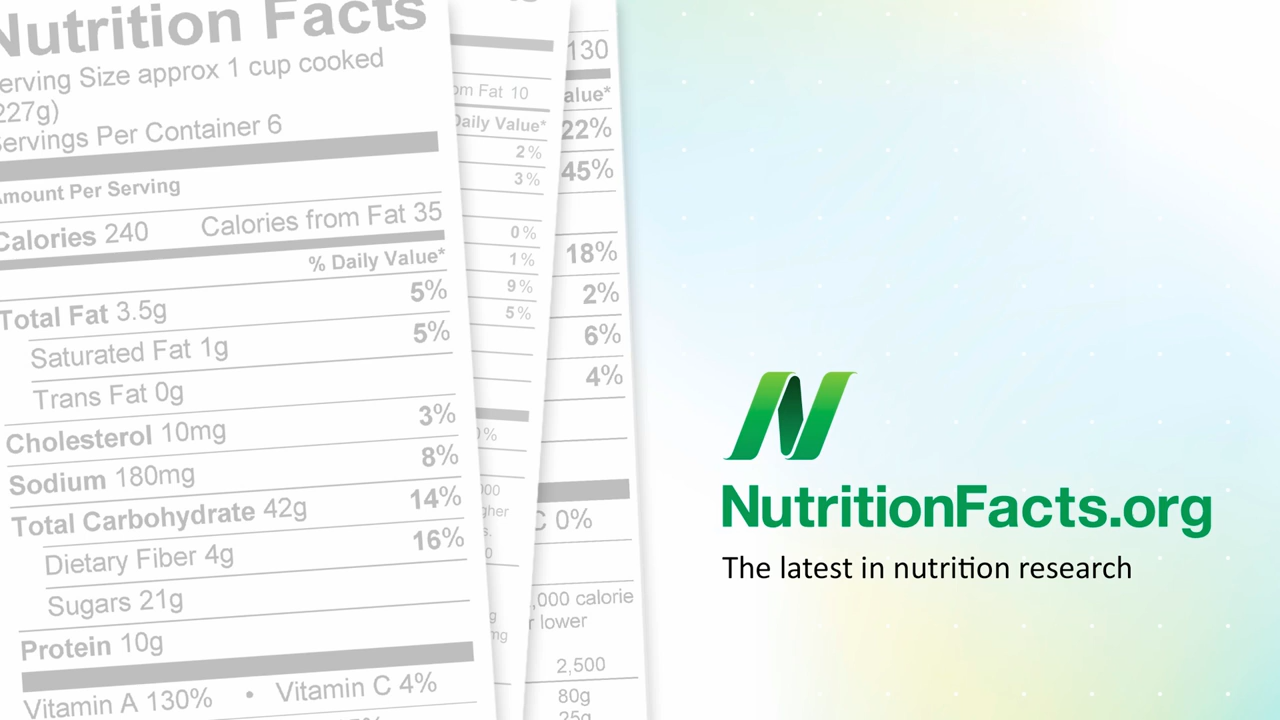 Nutrition Facts
erving Size approx 1 cup cooked
227g)
ervings Per Container 6
Amount Per Serving
Calories 240 Calories from Fat 35
% Daily Value*
Total Fat 3.5g 5%
Saturated Fat 1g 5%
Trans Fat 0g
Cholesterol 10mg 3%
Sodium 180mg 8%
Total Carbohydrate 42g 14%
Dietary Fiber 4g 16%
Sugars 21g
Protein 10g
Vitamin A 130% • Vitamin C 4%
om Fat 10
Daily Value*
2%
3%
0%
1%
9%
5%
130
alue*
22%
45%
18%
2%
6%
4%
C 0%
,000 calorie
r lower
2,500
80g
25g
NutritionFacts.org
The latest in nutrition research